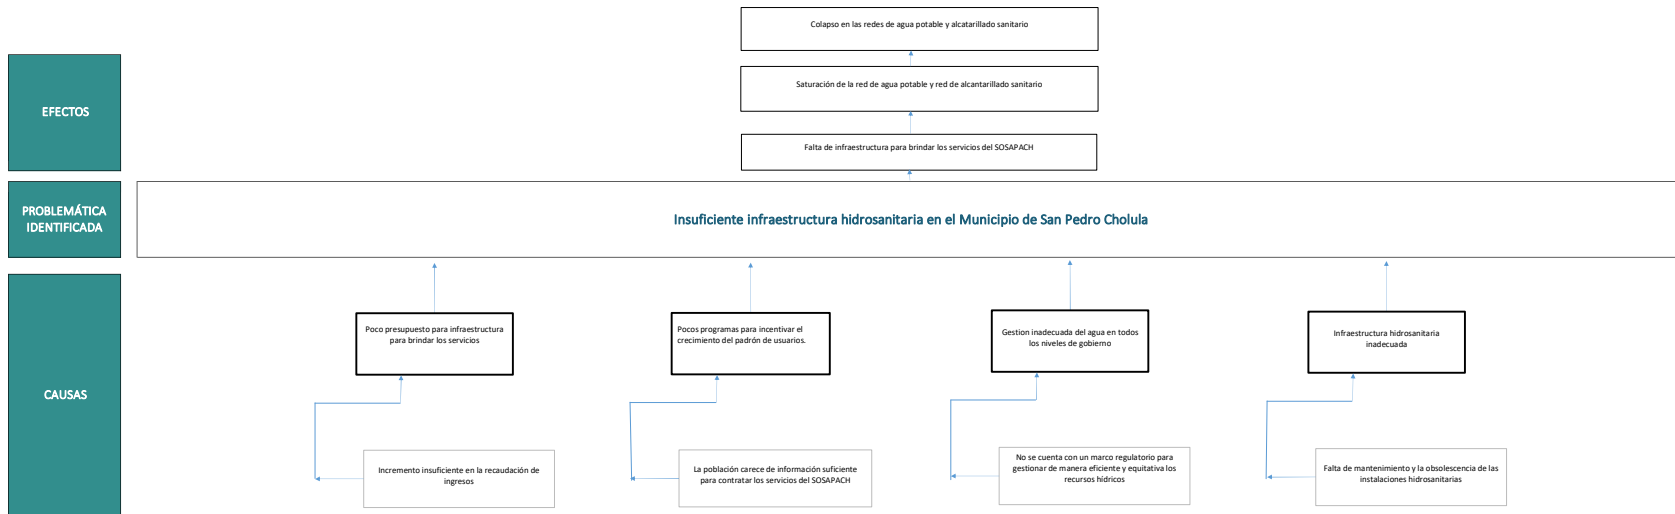 Colapso en las redes de agua potable y alcatarillado sanitario
EFECTOS
Saturación de la red de agua potable y red de alcantarillado sanitario
Falta de infraestructura para brindar los servicios del SOSAPACH
PROBLEMÁTICA
IDENTIFICADA
Insuficiente infraestructura hidrosanitaria en el Municipio de San Pedro Cholula
CAUSAS
Poco presupuesto para infraestructura
para brindar los servicios
Pocos programas para incentivar el
crecimiento del padrón de usuarios.
Gestion inadecuada del agua en todos
los niveles de gobierno
Infraestructura hidrosanitaria
inadecuada
Incremento insuficiente en la recaudación de
ingresos
La población carece de información suficiente
para contratar los servicios del SOSAPACH
No se cuenta con un marco regulatorio para
gestionar de manera eficiente y equitativa los
recursos hídricos
Falta de mantenimiento y la obsolescencia de las
instalaciones hidrosanitarias